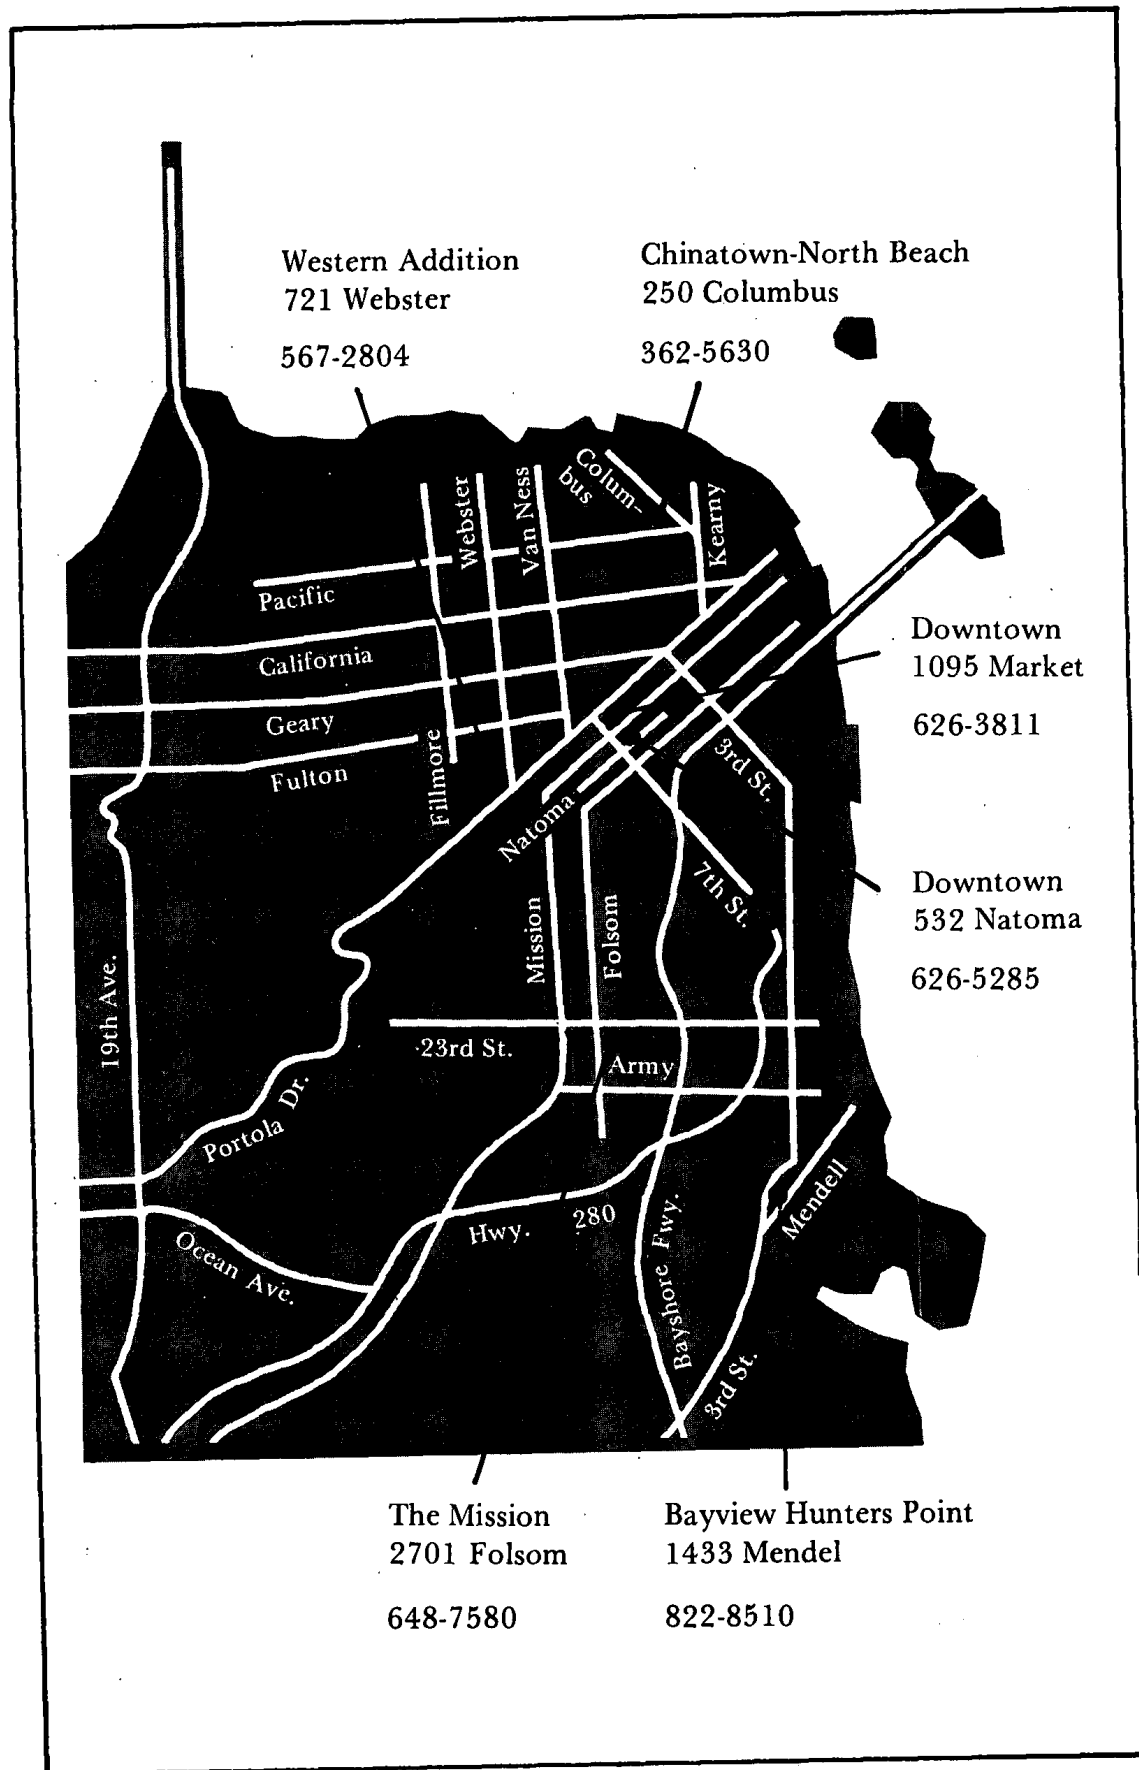 Western Addition
721 Webster
567-2804
Chinatown-North Beach
250 Columbus
362-5630
Colum-
bus
Webster
Van Ness
Kearny
Pacific
California
Geary
Fulton
Fillmore
Natoma
3rd St.
7th St.
Downtown
1095 Market
626-3811
Downtown
532 Natoma
626-5285
Mission
Folsom
19th Ave.
23rd St.
Army
Portola Dr.
Ocean Ave.
Hwy. 280
Bayshore Fwy.
Mendell
3rd St.
The Mission
2701 Folsom
648-7580
Bayview Hunters Point
1433 Mendel
822-8510